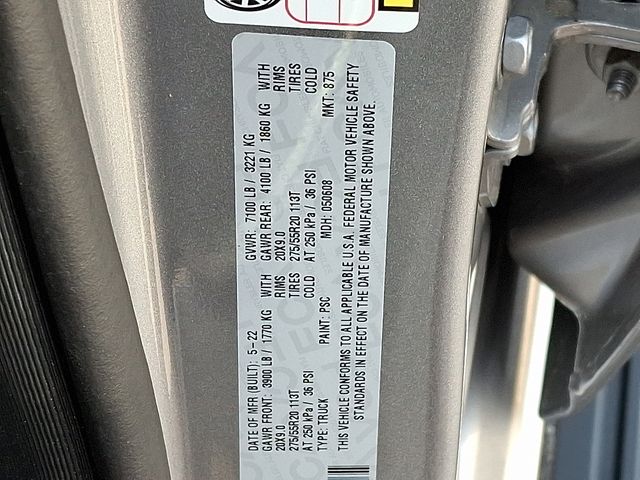 DATE OF MFR (BUILT): 5-22 GVWR: 7100 LB / 3221 KG
GAWR FRONT: 3900 LB / 1770 KG WITH GAWR REAR: 4100 LB / 1860 KG WITH
20X9.0 RIMS 20X9.0 RIMS
275/55R20 113T TIRES 275/55R20 113T TIRES
AT 250 kPa / 36 PSI COLD AT 250 kPa / 36 PSI COLD
TYPE: TRUCK PAINT: PSC MDH: 050608 MKT: 875
THIS VEHICLE CONFORMS TO ALL APPLICABLE U.S.A. FEDERAL MOTOR VEHICLE SAFETY
STANDARDS IN EFFECT ON THE DATE OF MANUFACTURE SHOWN ABOVE.